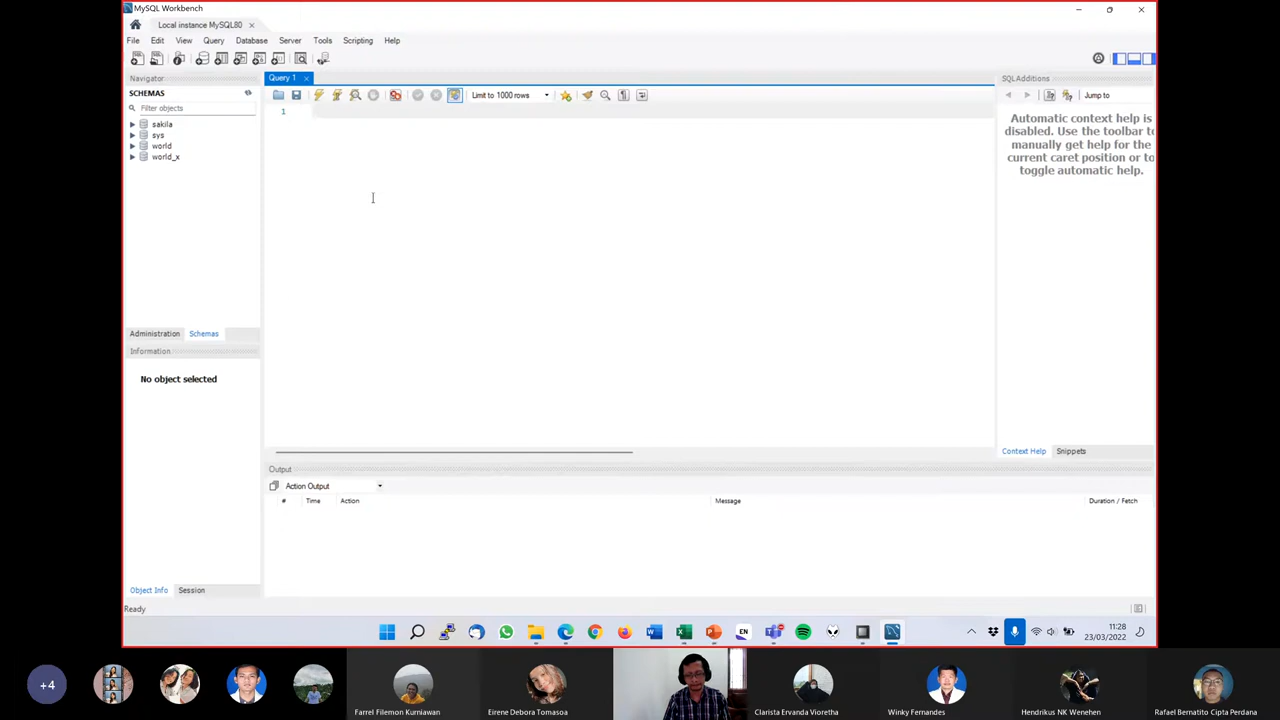 MySQL Workbench
Local instance MySQL80
File Edit View Query Database Server Tools Scripting Help
Navigator
SCHEMAS
Filter objects
sakila
sys
world
world_x
Administration Schemas
Information
No object selected
Object Info Session
Ready
Query 1
Limit to 1000 rows
1
SQL Additions
Jump to
Automatic context help is
disabled. Use the toolbar to
manually get help for the
current caret position or to
toggle automatic help.
Context Help Snippets
Output
Action Output
# Time Action Message Duration / Fetch
EN
11:28
23/03/2022
+4
Farrel Filemon Kurniawan
Eirene Debora Tomasoa
Clarista Ervanda Vioretha
Winky Fernandes
Hendrikus NK Wenehen
Rafael Bernatito Cipta Perdana